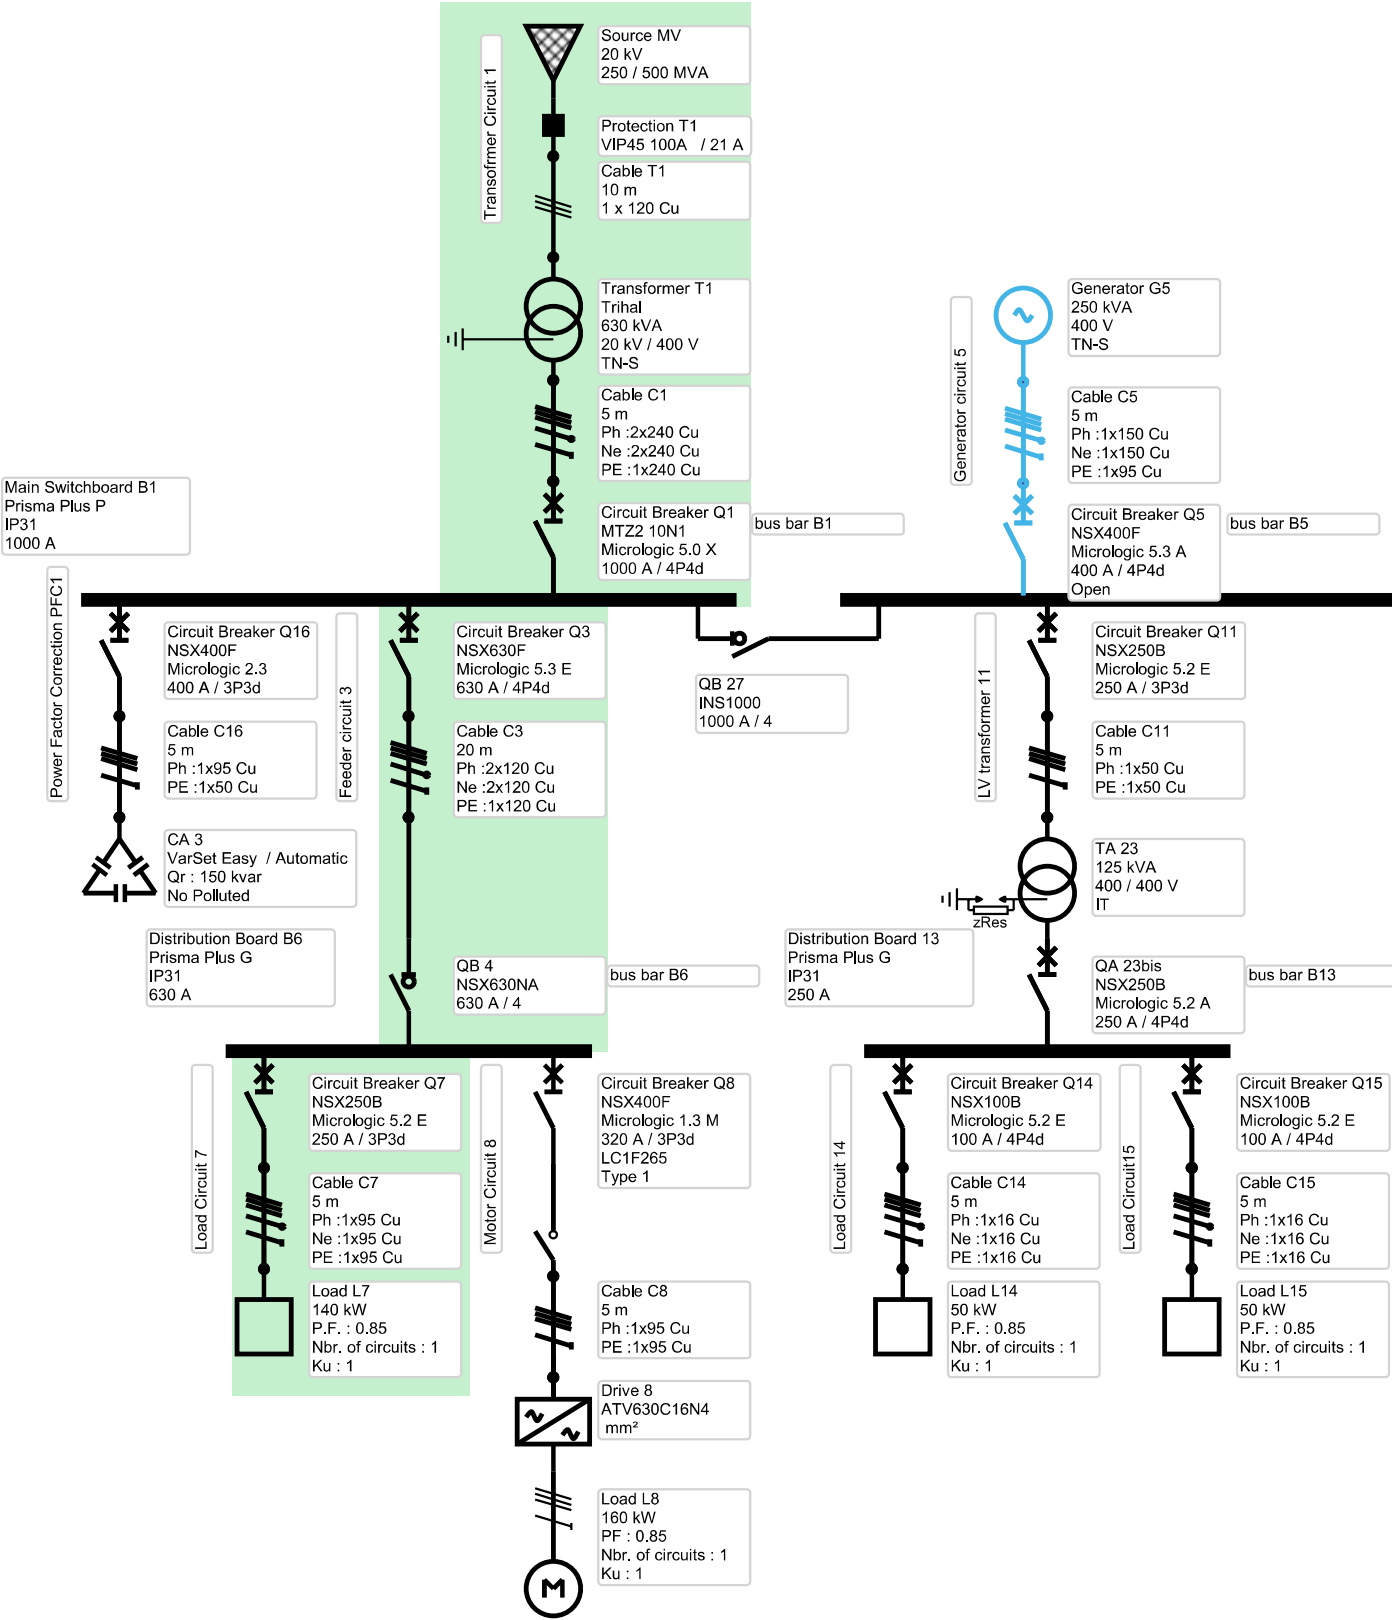 Transofrmer Circuit 1
Source MV
20 kV
250 / 500 MVA
Protection T1
VIP45 100A / 21 A
Cable T1
10 m
1 x 120 Cu
Transformer T1
Trihal
630 kVA
20 kV / 400 V
TN-S
Cable C1
5 m
Ph :2x240 Cu
Ne :2x240 Cu
PE :1x240 Cu
Circuit Breaker Q1
MTZ2 10N1
Micrologic 5.0 X
1000 A / 4P4d
bus bar B1
Generator circuit 5
Generator G5
250 kVA
400 V
TN-S
Cable C5
5 m
Ph :1x150 Cu
Ne :1x150 Cu
PE :1x95 Cu
Circuit Breaker Q5
NSX400F
Micrologic 5.3 A
400 A / 4P4d
Open
bus bar B5
Main Switchboard B1
Prisma Plus P
IP31
1000 A
Power Factor Correction PFC1
Circuit Breaker Q16
NSX400F
Micrologic 2.3
400 A / 3P3d
Cable C16
5 m
Ph :1x95 Cu
PE :1x50 Cu
CA 3
VarSet Easy / Automatic
Qr : 150 kvar
No Polluted
Feeder circuit 3
Circuit Breaker Q3
NSX630F
Micrologic 5.3 E
630 A / 4P4d
Cable C3
20 m
Ph :2x120 Cu
Ne :2x120 Cu
PE :1x120 Cu
QB 27
INS1000
1000 A / 4
LV transformer 11
Circuit Breaker Q11
NSX250B
Micrologic 5.2 E
250 A / 3P3d
Cable C11
5 m
Ph :1x50 Cu
PE :1x50 Cu
TA 23
125 kVA
400 / 400 V
IT
zRes
Distribution Board B6
Prisma Plus G
IP31
630 A
QB 4
NSX630NA
630 A / 4
bus bar B6
Distribution Board 13
Prisma Plus G
IP31
250 A
QA 23bis
NSX250B
Micrologic 5.2 A
250 A / 4P4d
bus bar B13
Load Circuit 7
Circuit Breaker Q7
NSX250B
Micrologic 5.2 E
250 A / 3P3d
Cable C7
5 m
Ph :1x95 Cu
Ne :1x95 Cu
PE :1x95 Cu
Load L7
140 kW
P.F. : 0.85
Nbr. of circuits : 1
Ku : 1
Motor Circuit 8
Circuit Breaker Q8
NSX400F
Micrologic 1.3 M
320 A / 3P3d
LC1F265
Type 1
Cable C8
5 m
Ph :1x95 Cu
PE :1x95 Cu
Drive 8
ATV630C16N4
mm²
Load L8
160 kW
PF : 0.85
Nbr. of circuits : 1
Ku : 1
M
Load Circuit 14
Circuit Breaker Q14
NSX100B
Micrologic 5.2 E
100 A / 4P4d
Cable C14
5 m
Ph :1x16 Cu
Ne :1x16 Cu
PE :1x16 Cu
Load L14
50 kW
P.F. : 0.85
Nbr. of circuits : 1
Ku : 1
Load Circuit15
Circuit Breaker Q15
NSX100B
Micrologic 5.2 E
100 A / 4P4d
Cable C15
5 m
Ph :1x16 Cu
Ne :1x16 Cu
PE :1x16 Cu
Load L15
50 kW
P.F. : 0.85
Nbr. of circuits : 1
Ku : 1